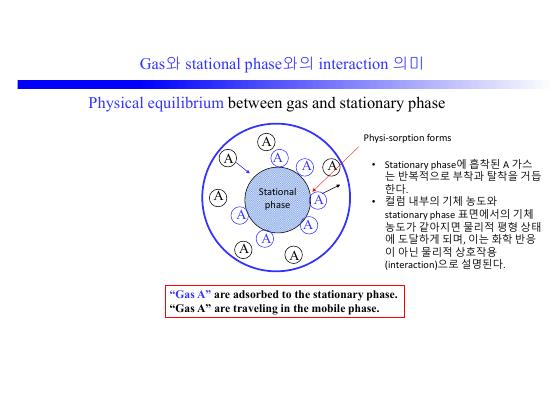 Gas와 stational phase와의 interaction 의미
Physical equilibrium between gas and stationary phase
Physi-sorption forms
A
A
A
A
A
Stational
phase
A
A
A
A
A
A
A
• Stationary phase에 흡착된 A 가스
는 반복적으로 부착과 탈착을 거듭
한다.
• 컬럼 내부의 기체 농도와
stationary phase 표면에서의 기체
농도가 같아지면 물리적 평형 상태
에 도달하게 되며, 이는 화학 반응
이 아닌 물리적 상호작용
(interaction)으로 설명된다.
“Gas A” are adsorbed to the stationary phase.
“Gas A” are traveling in the mobile phase.